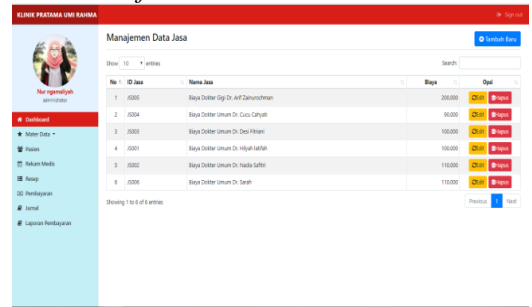 KLINIK PRATAMA UMI RAHMA
Sign out
Manajemen Data Jasa
Tambah Baru
Show 10 entries
Search:
No ID Jasa Nama Jasa Biaya Opsi
1 JS005 Biaya Dokter Gigi Dr. Arif Zainurochman 200,000 Edit Hapus
2 JS004 Biaya Dokter Umum Dr. Cucu Cahyati 90,000 Edit Hapus
3 JS003 Biaya Dokter Umum Dr. Desi Fitriani 100,000 Edit Hapus
4 JS001 Biaya Dokter Umum Dr. Hilyah 100,000 Edit Hapus
5 JS002 Biaya Dokter Umum Dr. Nadia Safitri 110,000 Edit Hapus
6 JS006 Biaya Dokter Umum Dr. Sarah 110,000 Edit Hapus
Showing 1 to 6 of 6 entries
Previous 1 Next
Nur ngamaliyah
administrator
Dashboard
Mater Data
Pasien
Rekam Medis
Resep
Pembayaran
Jurnal
Laporan Pembayaran